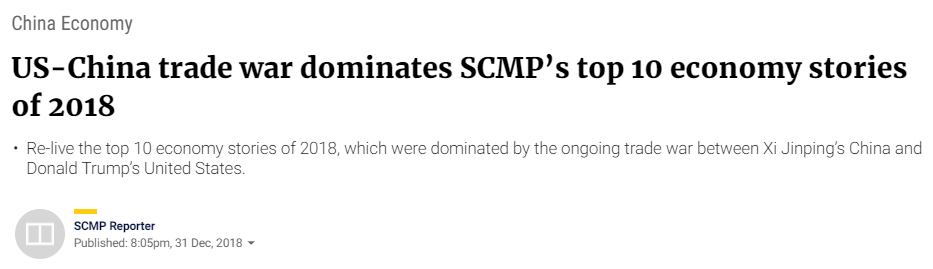 China Economy
US-China trade war dominates SCMP’s top 10 economy stories
of 2018
• Re-live the top 10 economy stories of 2018, which were dominated by the ongoing trade war between Xi Jinping’s China and
Donald Trump’s United States.
SCMP Reporter
Published: 8:05pm, 31 Dec, 2018